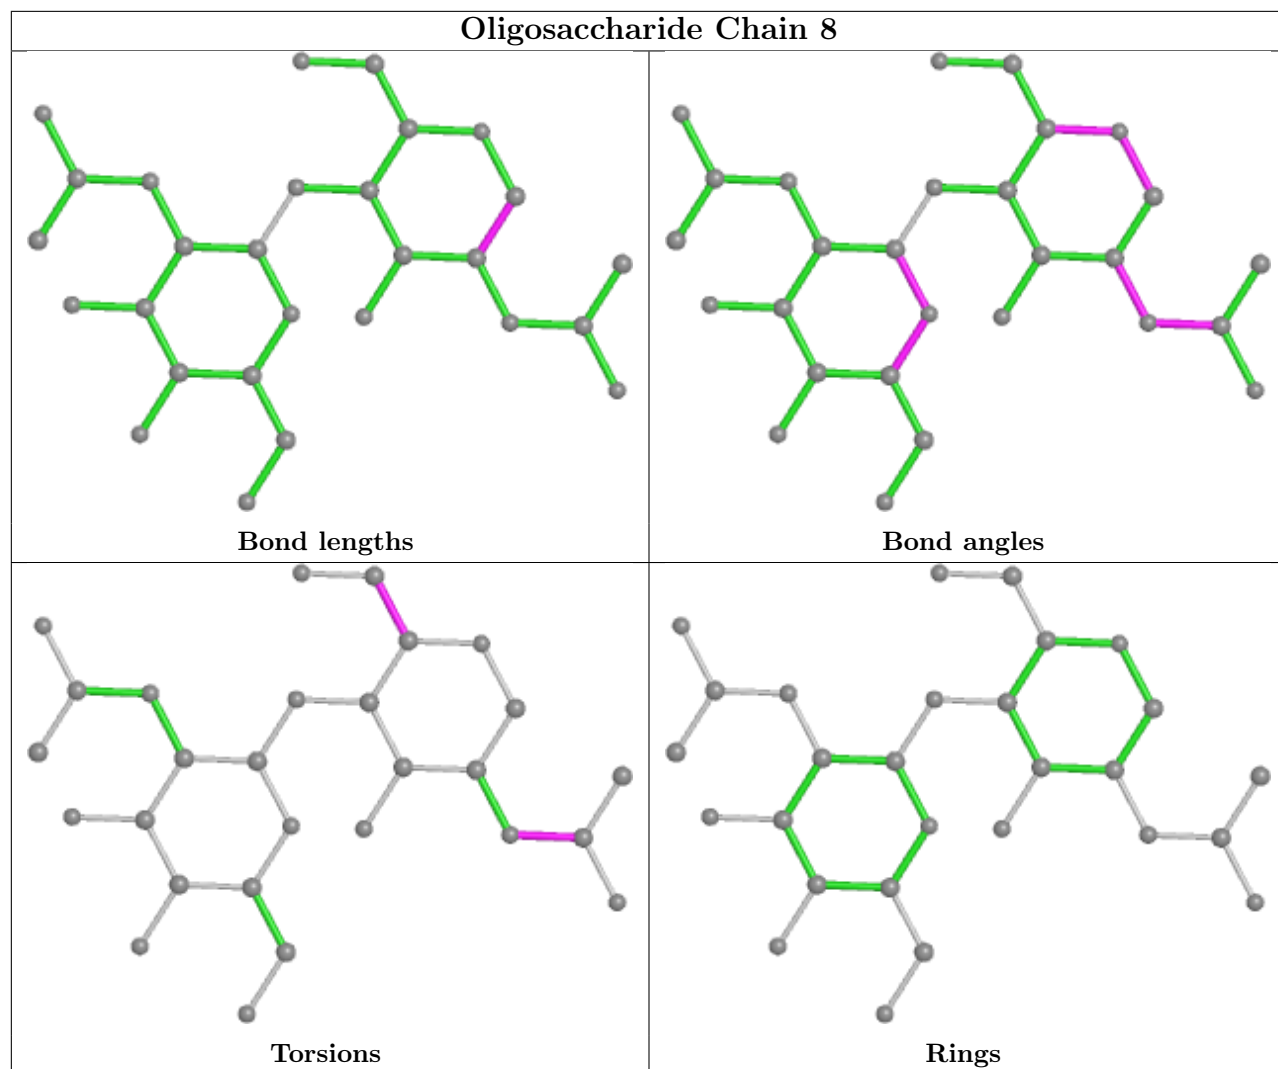 Oligosaccharide Chain 8
Bond lengths
Bond angles
Torsions
Rings